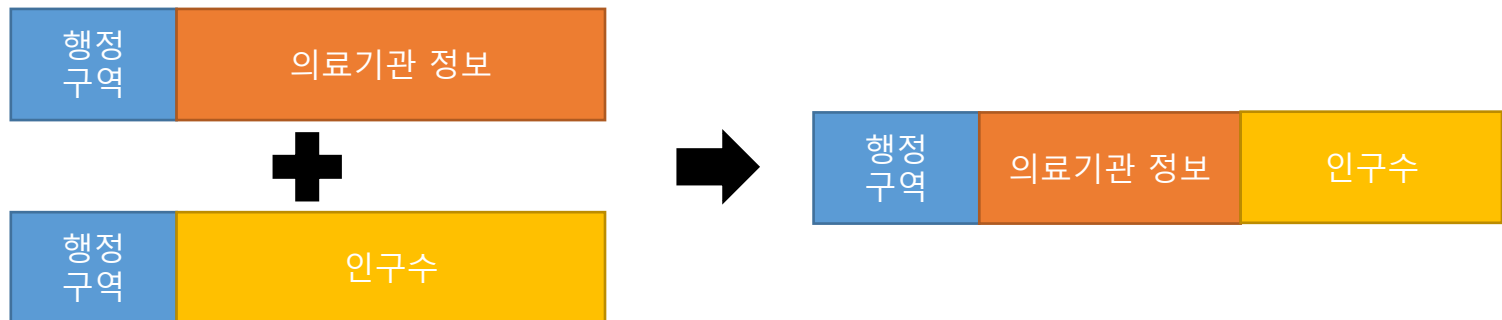 행정
구역
의료기관 정보
행정
구역
인구수
행정
구역
의료기관 정보
인구수